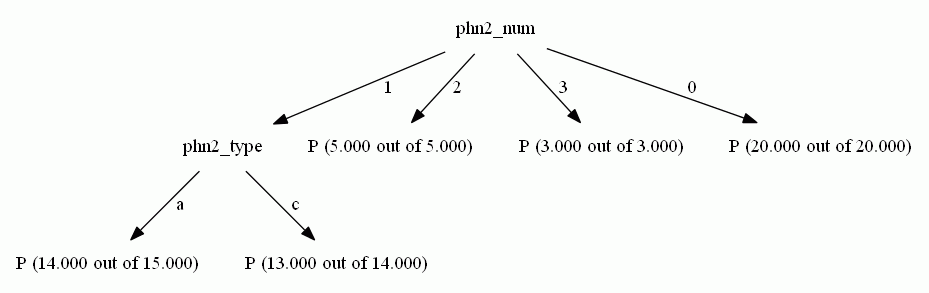 phn2_num
1 2 3 0
phn2_type P (5.000 out of 5.000) P (3.000 out of 3.000) P (20.000 out of 20.000)
a c
P (14.000 out of 15.000) P (13.000 out of 14.000)